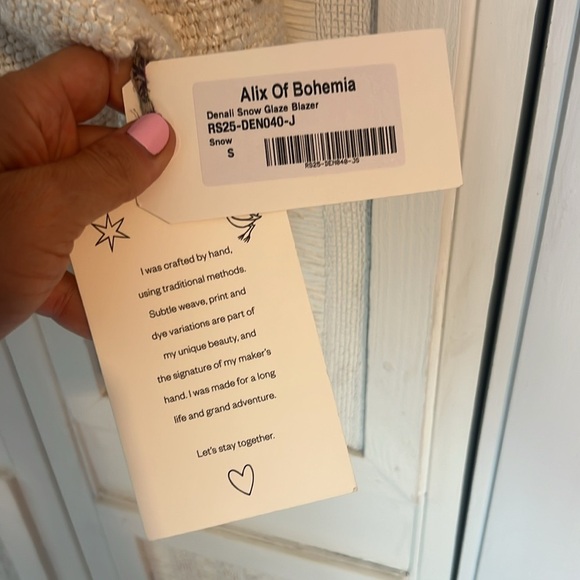 Alix Of Bohemia
Denali Snow Glaze Blazer
RS25-DEN040-J
Snow
S
RS25-DEN040-JS
I was crafted by hand,
using traditional methods.
Subtle weave, print and
dye variations are part of
my unique beauty, and
the signature of my maker's
hand. I was made for a long
life and grand adventure.
Let's stay together.